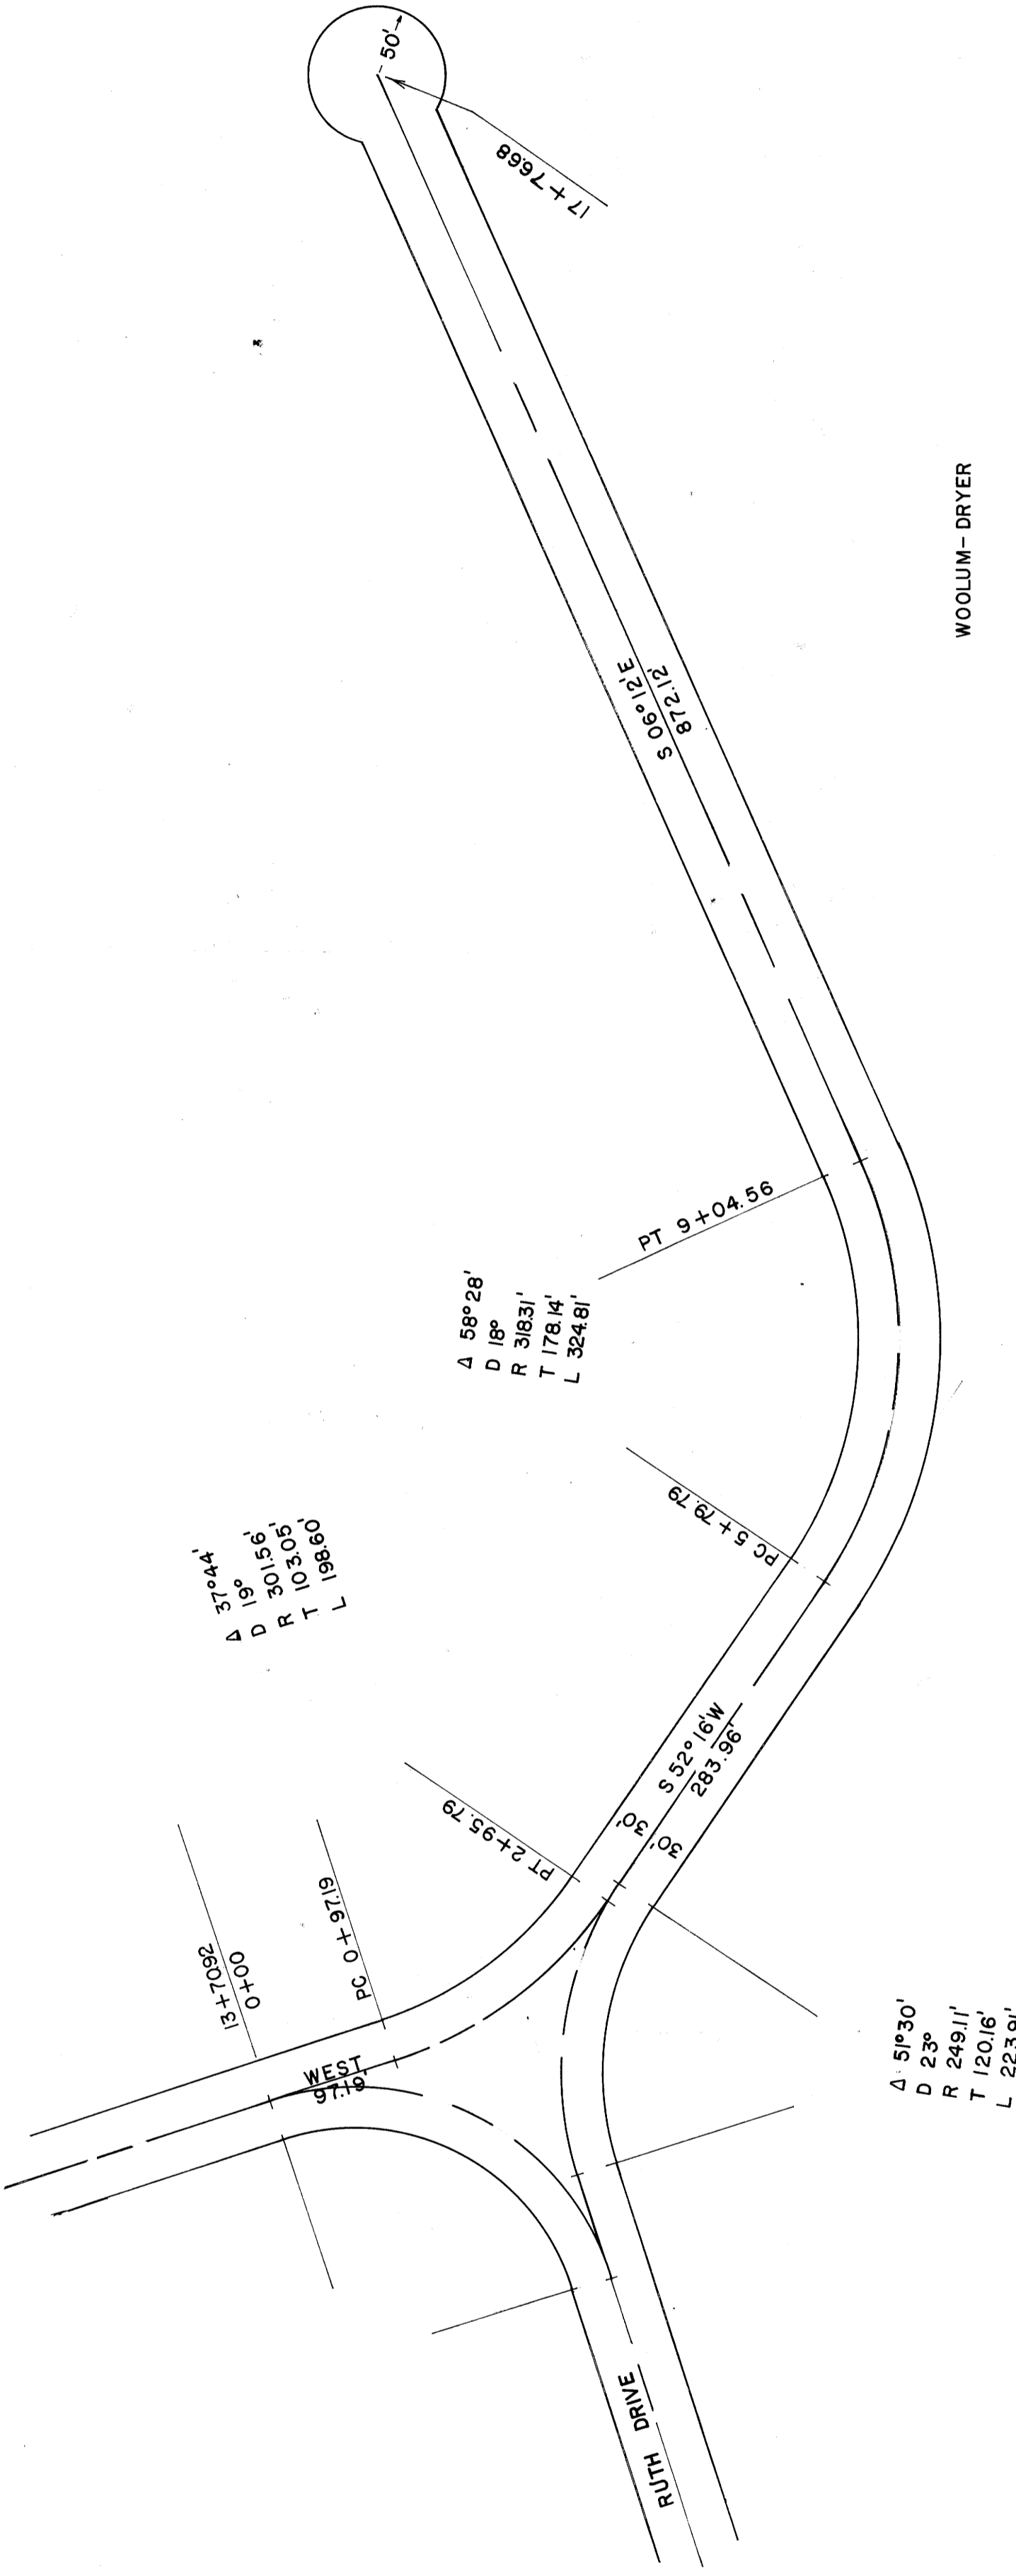 50'
17+76.68
S 06° 12' E
872.12'
WOOLUM-DRYER
PT 9+04.56
Δ 58° 28'
D 18°
R 318.31'
T 178.14'
L 324.81'
PC 5+79.79
Δ 37° 44'
D 19°
R 301.56'
T 103.05'
L 198.60'
S 52° 16' W
283.96'
30'
30'
PT 2+95.79
PC 0+97.19
13+70.92
0+00
WEST
97.19'
Δ 51° 30'
D 23°
R 249.11'
T 120.16'
L 223.91'
RUTH DRIVE